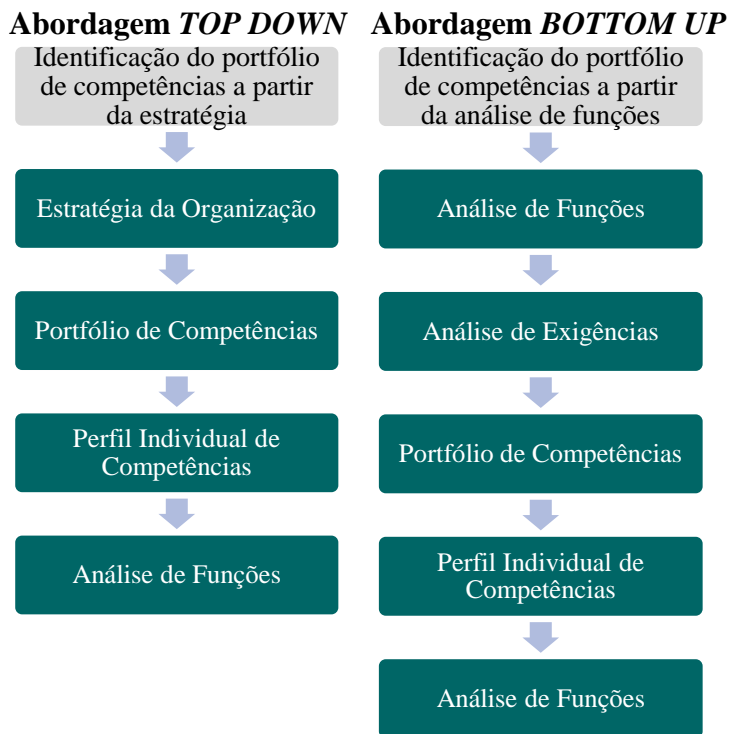 Abordagem TOP DOWN
Identificação do portfólio
de competências a partir
da estratégia
Estratégia da Organização
Portfólio de Competências
Perfil Individual de
Competências
Análise de Funções
Abordagem BOTTOM UP
Identificação do portfólio
de competências a partir
da análise de funções
Análise de Funções
Análise de Exigências
Portfólio de Competências
Perfil Individual de
Competências
Análise de Funções